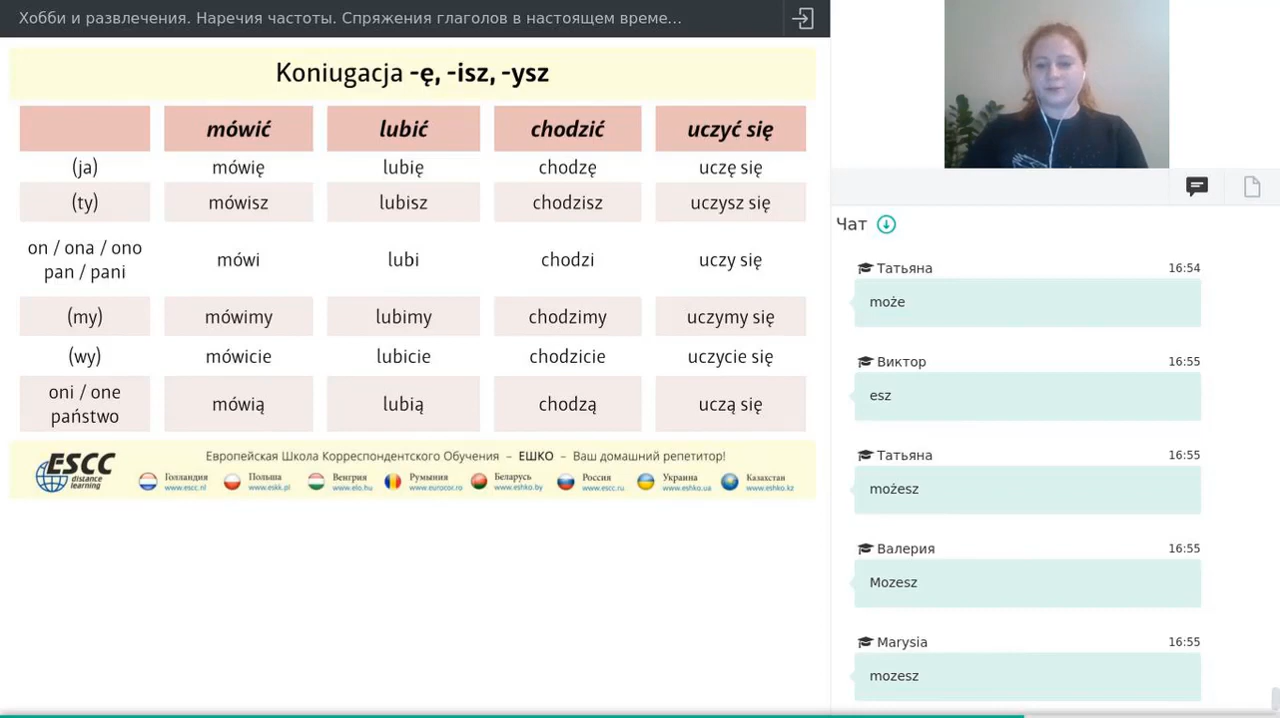 Хобби и развлечения. Наречия частоты. Спряжения глаголов в настоящем време...
Koniugacja -ę, -isz, -ysz
mówić lubić chodzić uczyć się
(ja) mówię lubię chodzę uczę się
(ty) mówisz lubisz chodzisz uczysz się
on / ona / ono
pan / pani mówi lubi chodzi uczy się
(my) mówimy lubimy chodzimy uczymy się
(wy) mówicie lubicie chodzicie uczycie się
oni / one
państwo mówią lubią chodzą uczą się
ESCC
distance
learning
Европейская Школа Корреспондентского Обучения – ЕШКО – Ваш домашний репетитор!
Голландия Польша Венгрия Румыния Беларусь Россия Украина Казахстан
www.escc.nl www.eskk.pl www.elo.hu www.eurocor.ro www.eshko.by www.escc.ru www.eshko.ua www.eshko.kz
Чат
Татьяна 16:54
może
Виктор 16:55
esz
Татьяна 16:55
możesz
Валерия 16:55
Mozesz
Marysia 16:55
mozesz